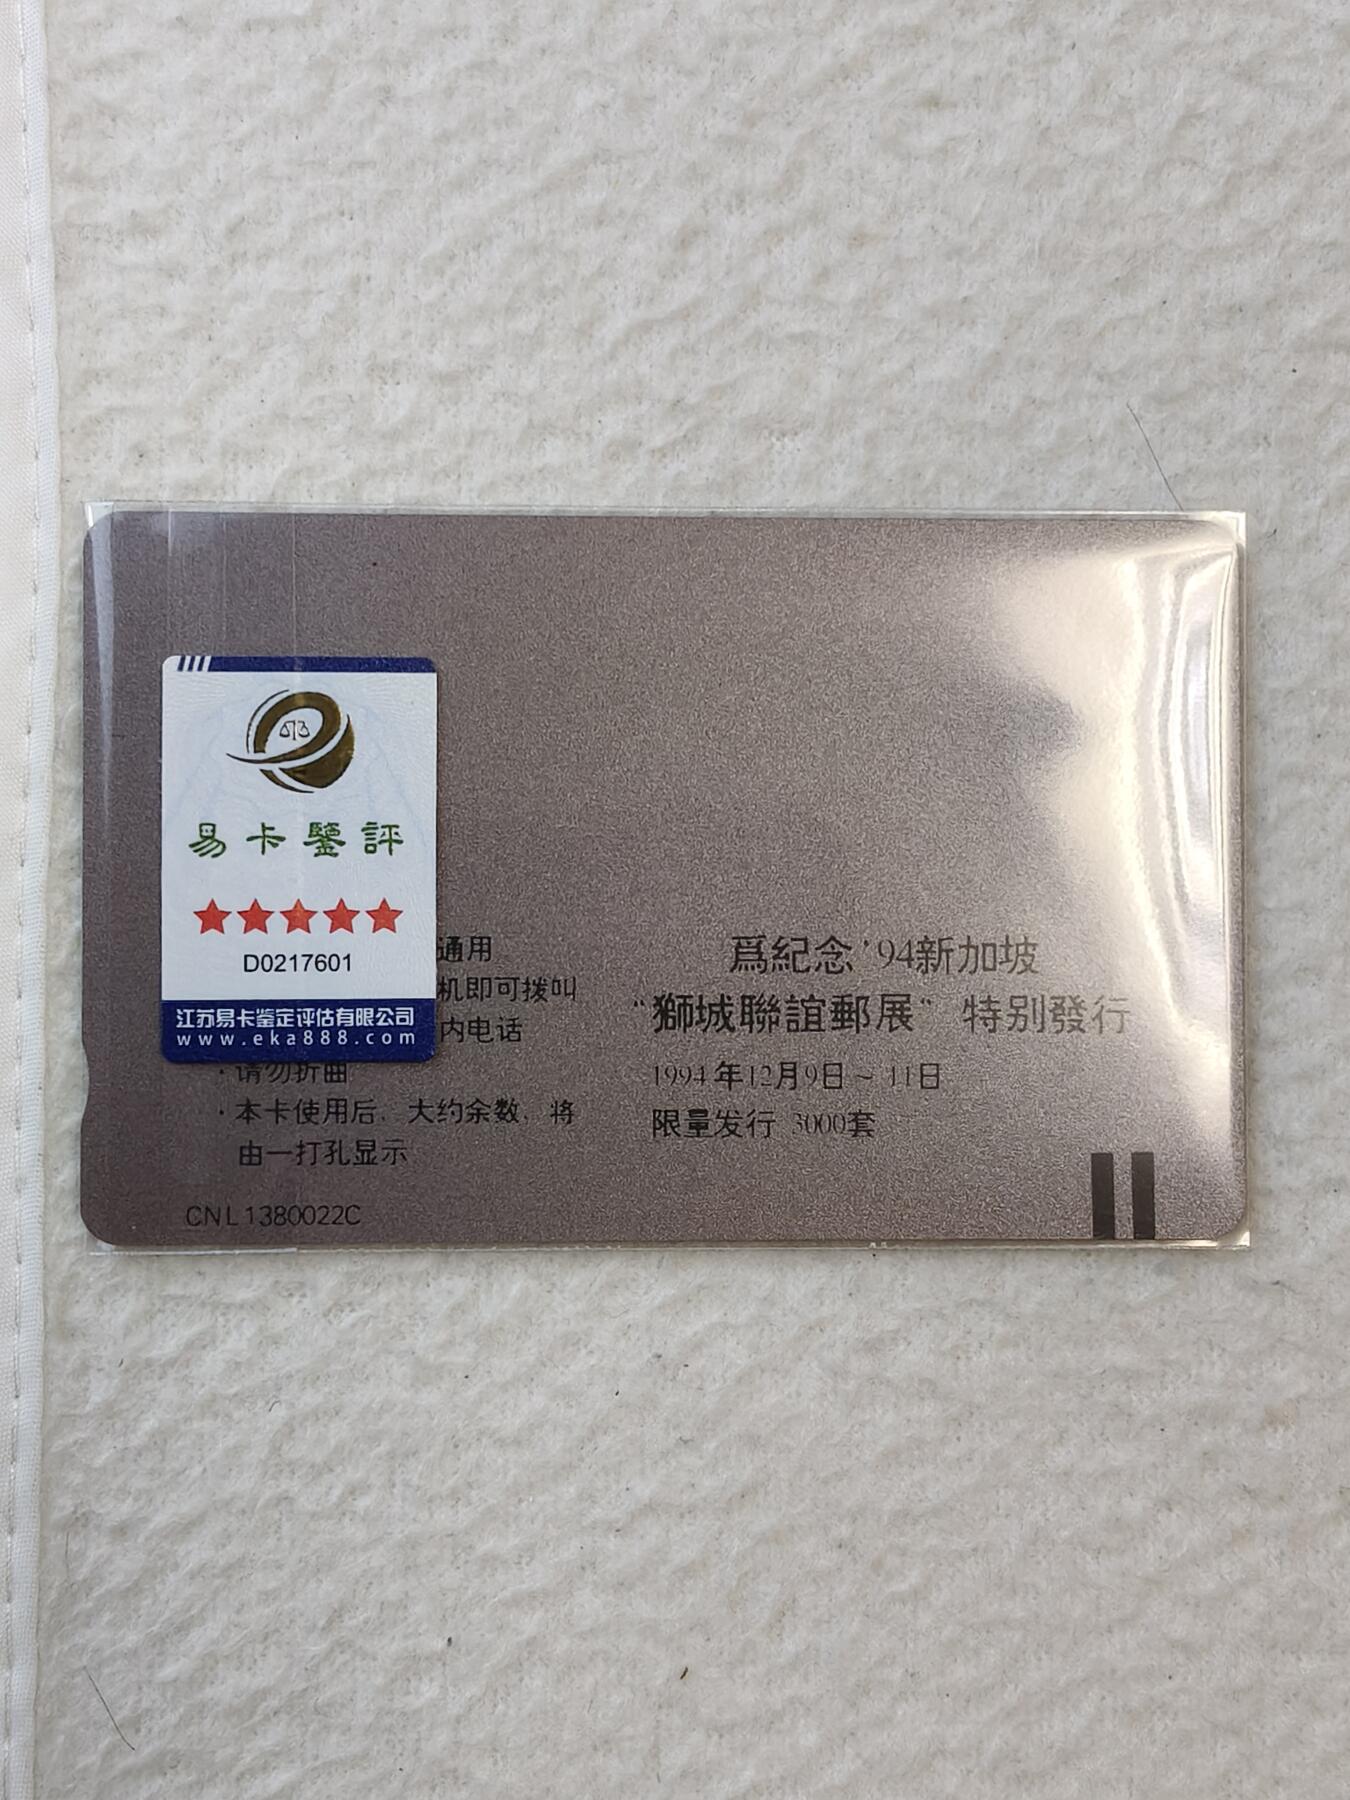 易卡鑒評
D0217601
江苏易卡鉴定评估有限公司
www.eka888.com
通用
机即可拨叫
内电话
·请勿折曲
·本卡使用后，大约余数，将
由一打孔显示
CNL1380022C
爲紀念'94新加坡
“獅城聯誼郵展”特别發行
1994年12月9日~11日
限量发行 3000套